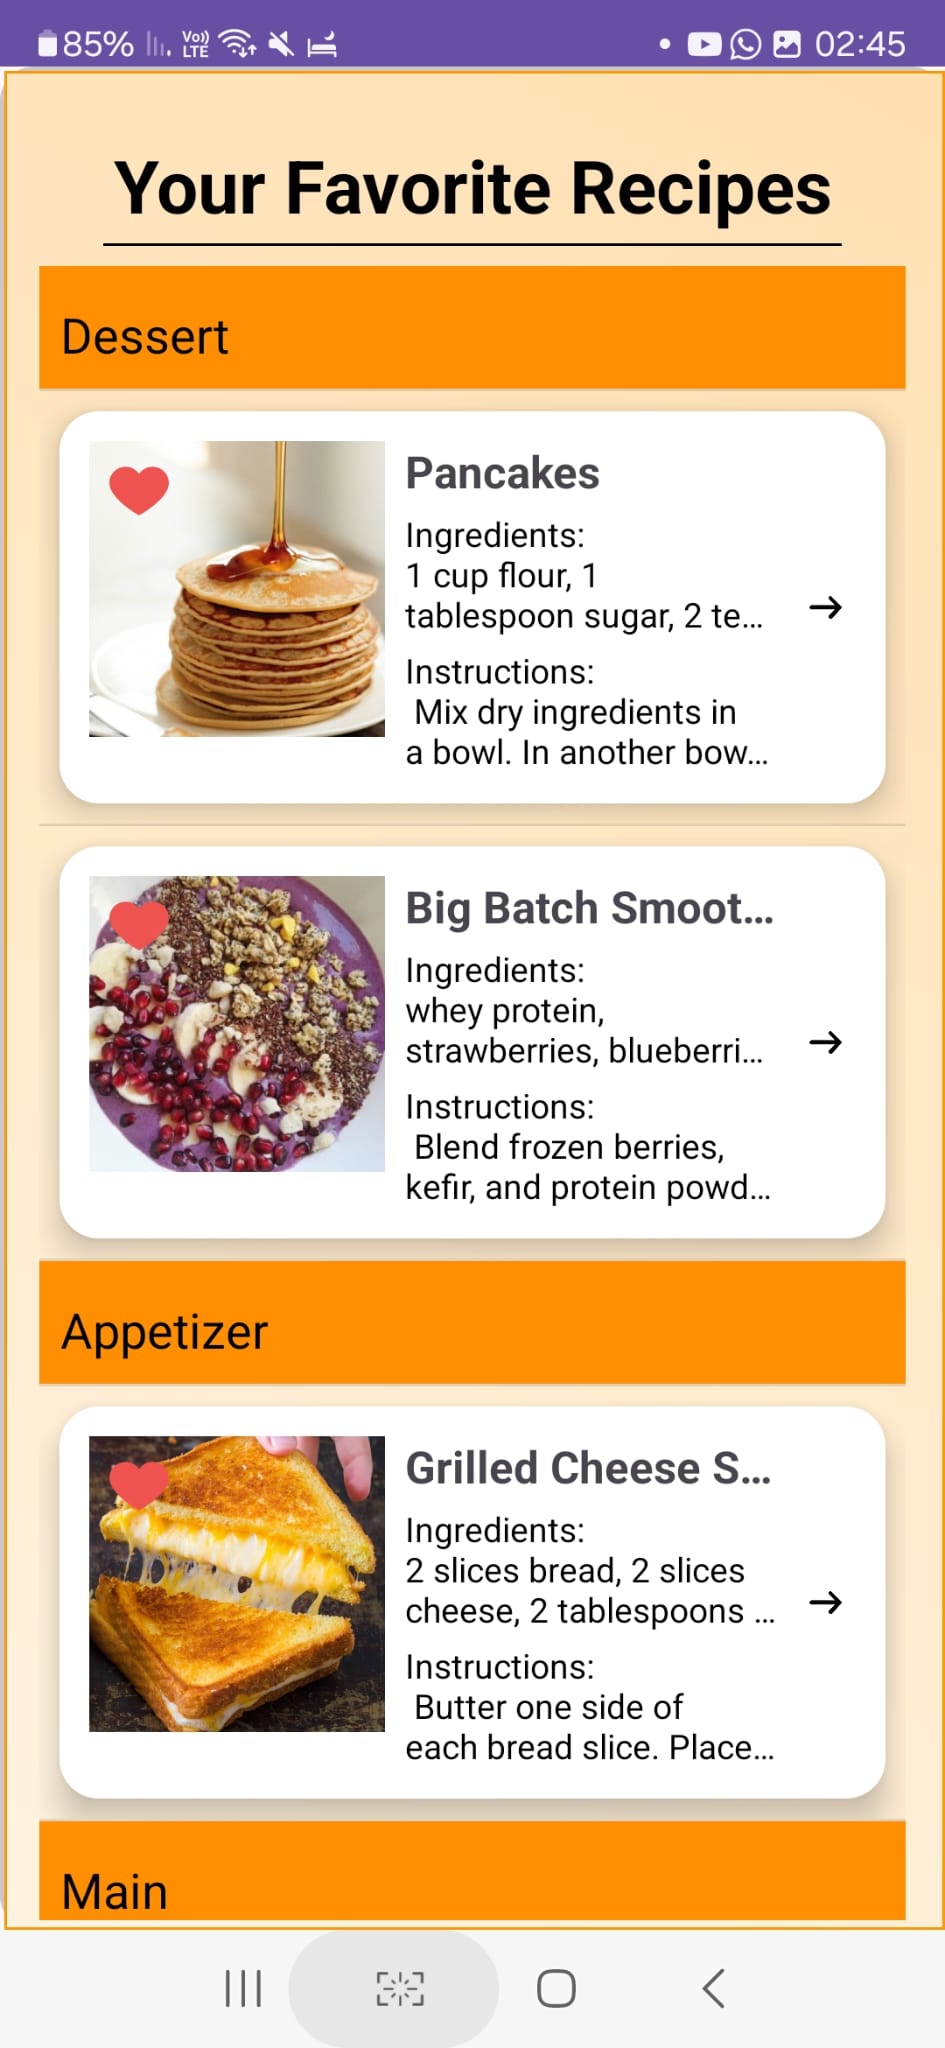 85%
Vo))
LTE
02:45
Your Favorite Recipes
Dessert
Pancakes
Ingredients:
1 cup flour, 1
tablespoon sugar, 2 te...
Instructions:
Mix dry ingredients in
a bowl. In another bow...
Big Batch Smoot...
Ingredients:
whey protein,
strawberries, blueberri...
Instructions:
Blend frozen berries,
kefir, and protein powd...
Appetizer
Grilled Cheese S...
Ingredients:
2 slices bread, 2 slices
cheese, 2 tablespoons ...
Instructions:
Butter one side of
each bread slice. Place...
Main